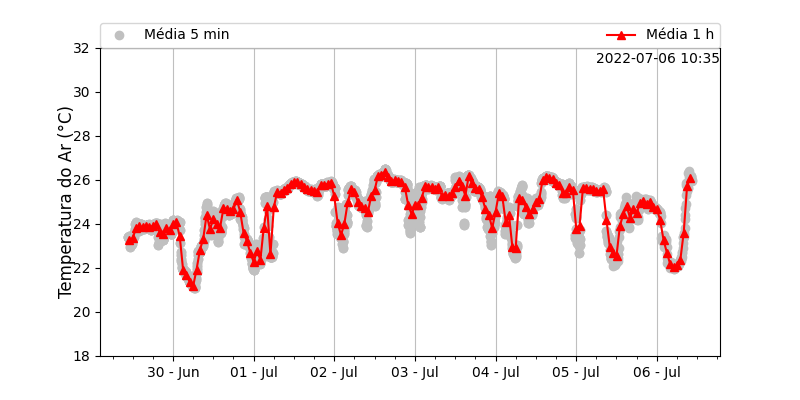 Média 5 min
Média 1 h
2022-07-06 10:35
Temperatura do Ar (°C)
32
30
28
26
24
22
20
18
30 - Jun
01 - Jul
02 - Jul
03 - Jul
04 - Jul
05 - Jul
06 - Jul